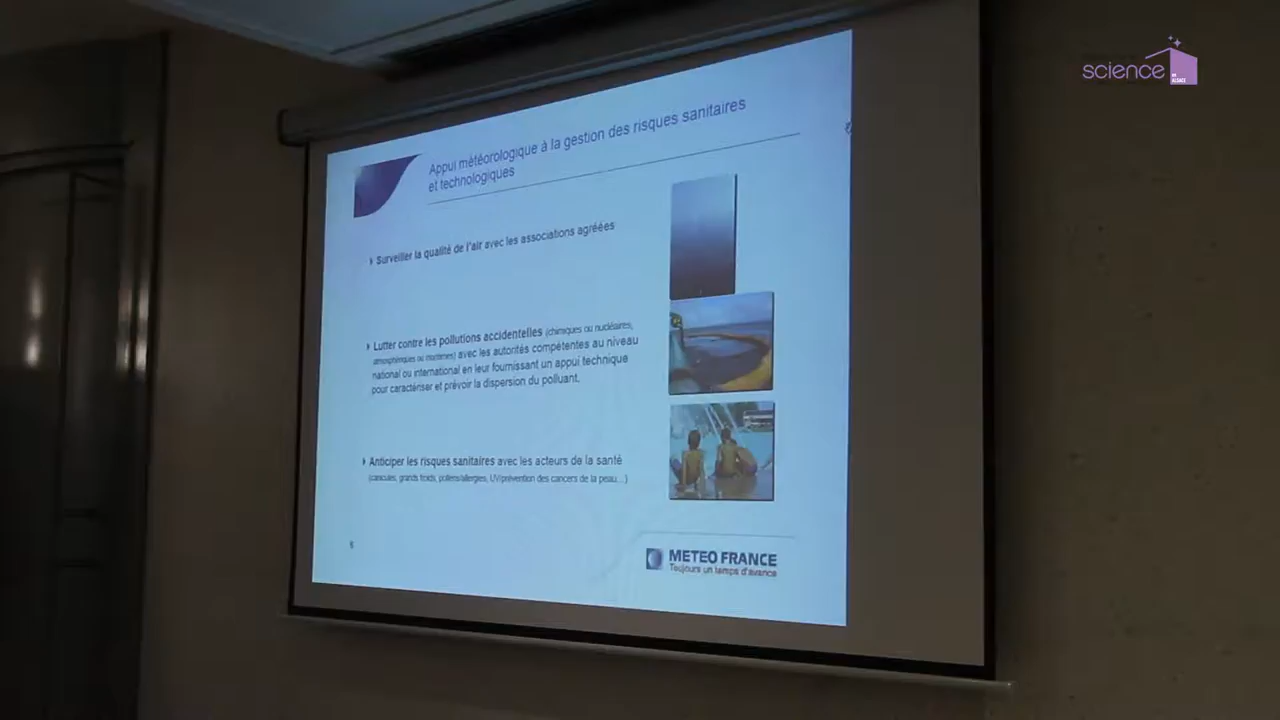 science
Appui météorologique à la gestion des risques sanitaires
et technologiques
Surveiller la qualité de l'air avec les associations agréées
Lutter contre les pollutions accidentelles (chimiques ou nucléaires,
atmosphériques ou maritimes) avec les autorités compétentes au niveau
national ou international en leur fournissant un appui technique
pour caractériser et prévoir la dispersion du polluant.
Anticiper les risques sanitaires avec les acteurs de la santé
(canicules, grands froids, pollens/allergies, UV/prévention des cancers de la peau...)
METEO FRANCE
Toujours un temps d'avance